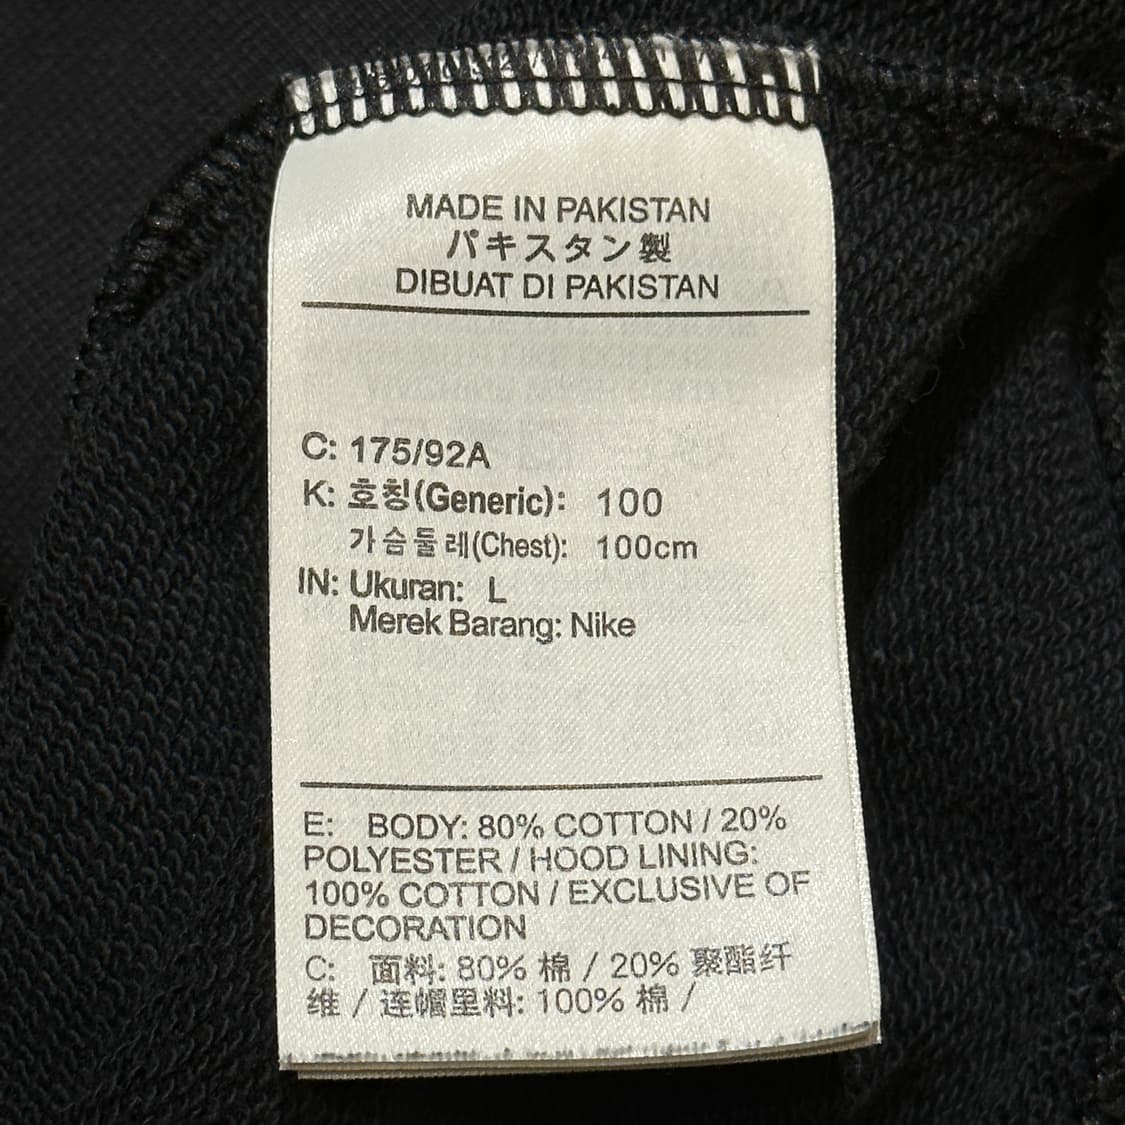 MADE IN PAKISTAN
パキスタン製
DIBUAT DI PAKISTAN
C: 175/92A
K: 호칭(Generic): 100
가슴둘레(Chest): 100cm
IN: Ukuran: L
Merek Barang: Nike
E: BODY: 80% COTTON / 20%
POLYESTER / HOOD LINING:
100% COTTON / EXCLUSIVE OF
DECORATION
C: 面料: 80% 棉 / 20% 聚酯纤
维 / 连帽里料: 100% 棉 /